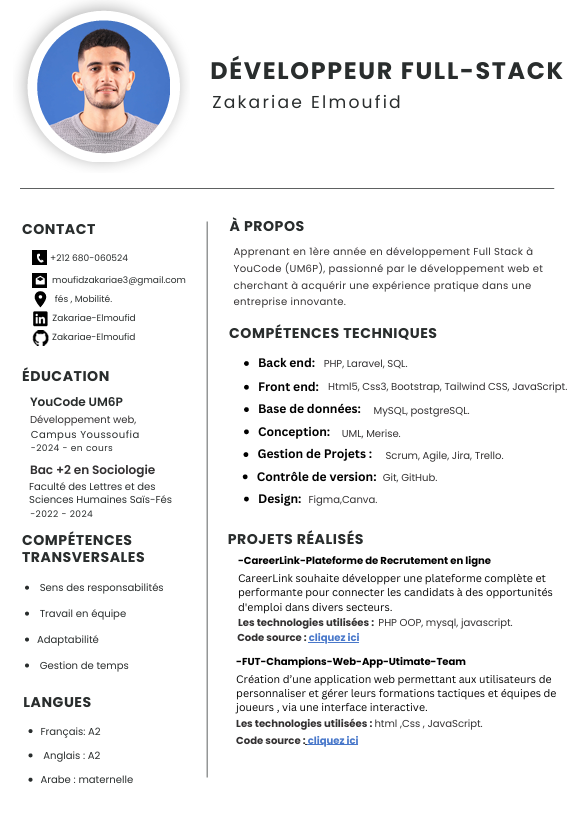 DÉVELOPPEUR FULL-STACK
Zakariae Elmoufid
CONTACT
+212 680-060524
moufidzakariae3@gmail.com
fés , Mobilité.
Zakariae-Elmoufid
Zakariae-Elmoufid
ÉDUCATION
YouCode UM6P
Développement web,
Campus Youssoufia
-2024 - en cours
Bac +2 en Sociologie
Faculté des Lettres et des
Sciences Humaines Saïs-Fés
-2022 - 2024
COMPÉTENCES
TRANSVERSALES
• Sens des responsabilités
• Travail en équipe
• Adaptabilité
• Gestion de temps
LANGUES
• Français: A2
• Anglais : A2
• Arabe : maternelle
À PROPOS
Apprenant en 1ère année en développement Full Stack à
YouCode (UM6P), passionné par le développement web et
cherchant à acquérir une expérience pratique dans une
entreprise innovante.
COMPÉTENCES TECHNIQUES
• Back end: PHP, Laravel, SQL.
• Front end: Html5, Css3, Bootstrap, Tailwind CSS, JavaScript.
• Base de données: MySQL, postgreSQL.
• Conception: UML, Merise.
• Gestion de Projets : Scrum, Agile, Jira, Trello.
• Contrôle de version: Git, GitHub.
• Design: Figma,Canva.
PROJETS RÉALISÉS
-CareerLink-Plateforme de Recrutement en ligne
CareerLink souhaite développer une plateforme complète et
performante pour connecter les candidats à des opportunités
d'emploi dans divers secteurs.
Les technologies utilisées : PHP OOP, mysql, javascript.
Code source : cliquez ici
-FUT-Champions-Web-App-Utimate-Team
Création d'une application web permettant aux utilisateurs de
personnaliser et gérer leurs formations tactiques et équipes de
joueurs , via une interface interactive.
Les technologies utilisées : html ,Css , JavaScript.
Code source : cliquez ici